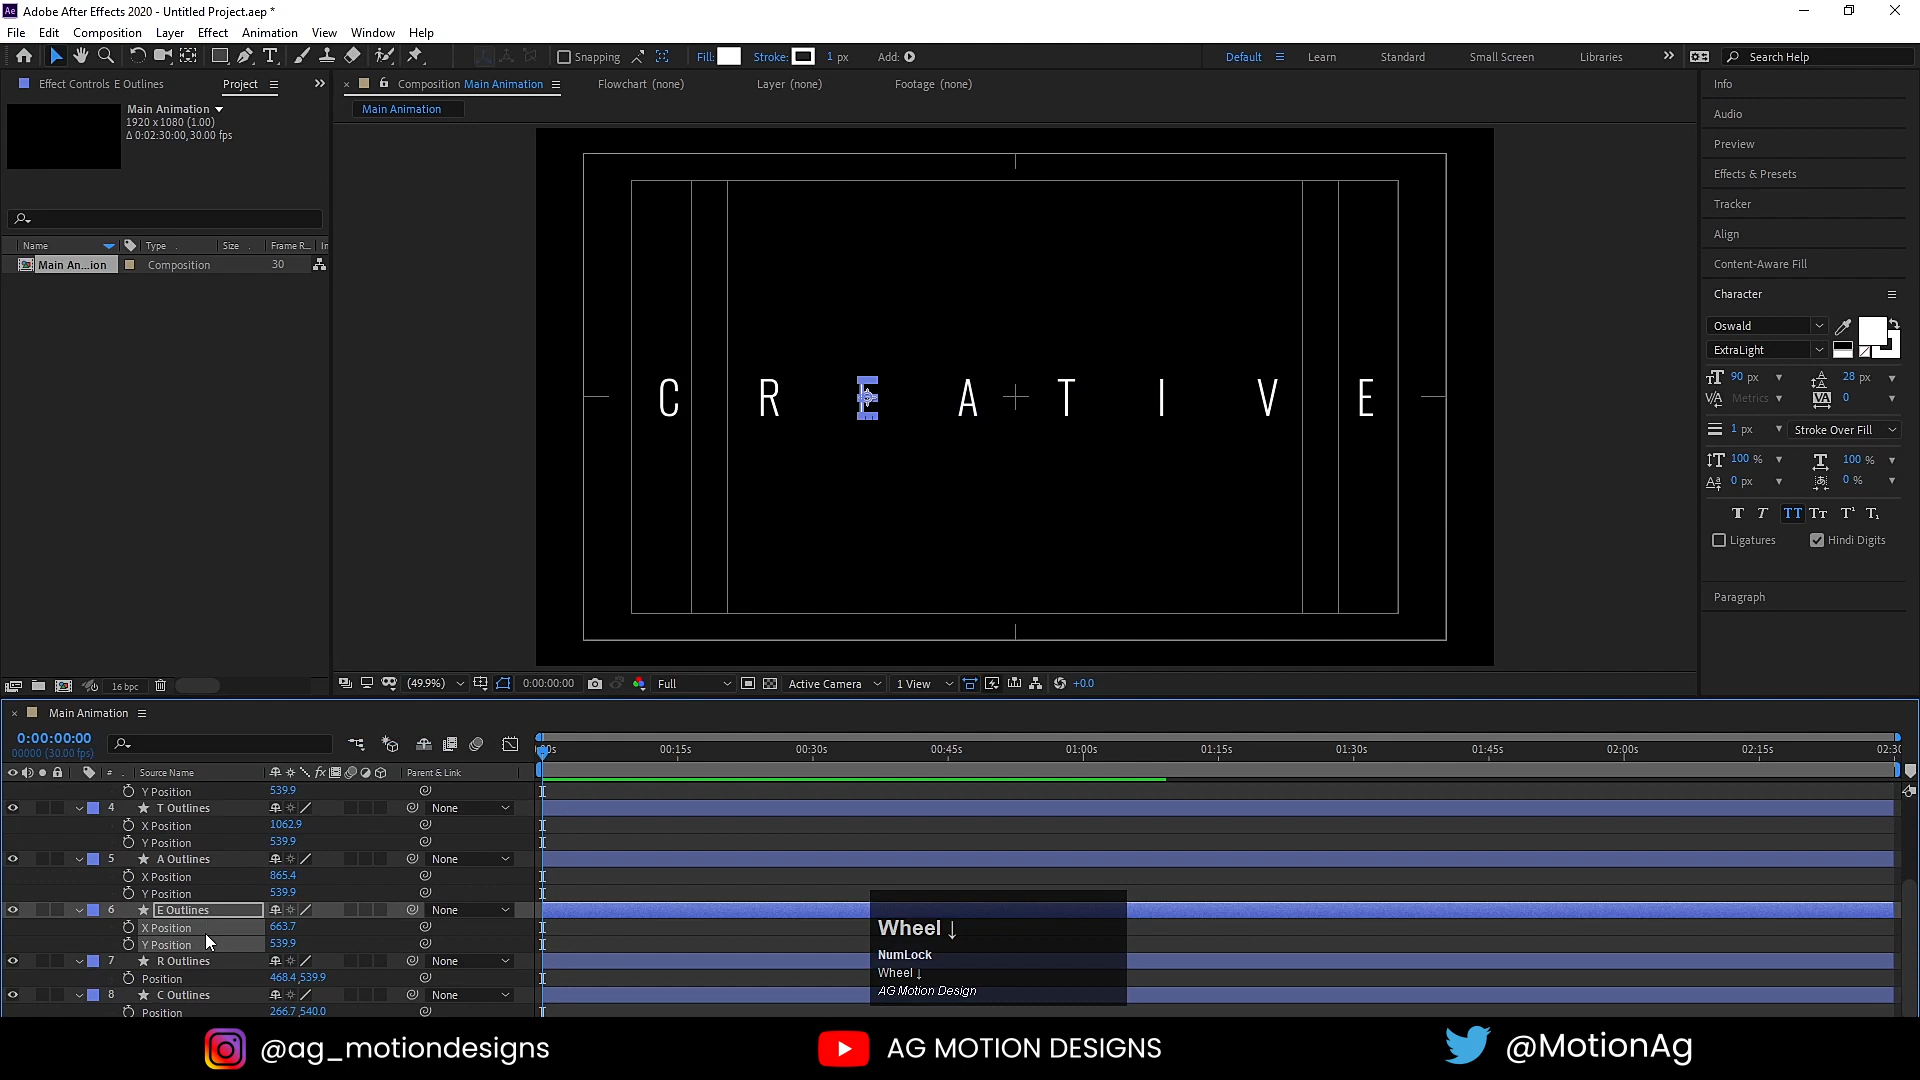 Adobe After Effects 2020 - Untitled Project.aep *
File Edit Composition Layer Effect Animation View Window Help
Snapping Fill: Stroke: 1 px Add: Default Learn Standard Small Screen Libraries Search Help
Effect Controls E Outlines Project
Main Animation
1920 x 1080 (1.00)
Δ 0:02:30:00, 30.00 fps
Name Type Size Frame R... In
Main An...ion Composition 30
16 bpc
Composition Main Animation Flowchart (none) Layer (none) Footage (none)
Main Animation
C R E A T I V E
(49.9%) 0:00:00:00 Full Active Camera 1 View +0.0
Info
Audio
Preview
Effects & Presets
Tracker
Align
Content-Aware Fill
Character
Oswald
ExtraLight
90 px 28 px
Metrics 0
1 px Stroke Over Fill
100 % 100 %
0 px 0 %
Ligatures Hindi Digits
Paragraph
Main Animation
0:00:00:00
00000 (30.00 fps)
00:15s 00:30s 00:45s 01:00s 01:15s 01:30s 01:45s 02:00s 02:15s 02:30
# Source Name Parent & Link
Y Position 539.9
4 T Outlines None
X Position 1062.9
Y Position 539.9
5 A Outlines None
X Position 865.4
Y Position 539.9
6 E Outlines None
X Position 663.7
Y Position 539.9
7 R Outlines None
Position 468.4, 539.9
8 C Outlines None
Position 266.7, 540.0
Wheel ↓
NumLock
Wheel ↓
AG Motion Design
@ag_motiondesigns AG MOTION DESIGNS @MotionAg